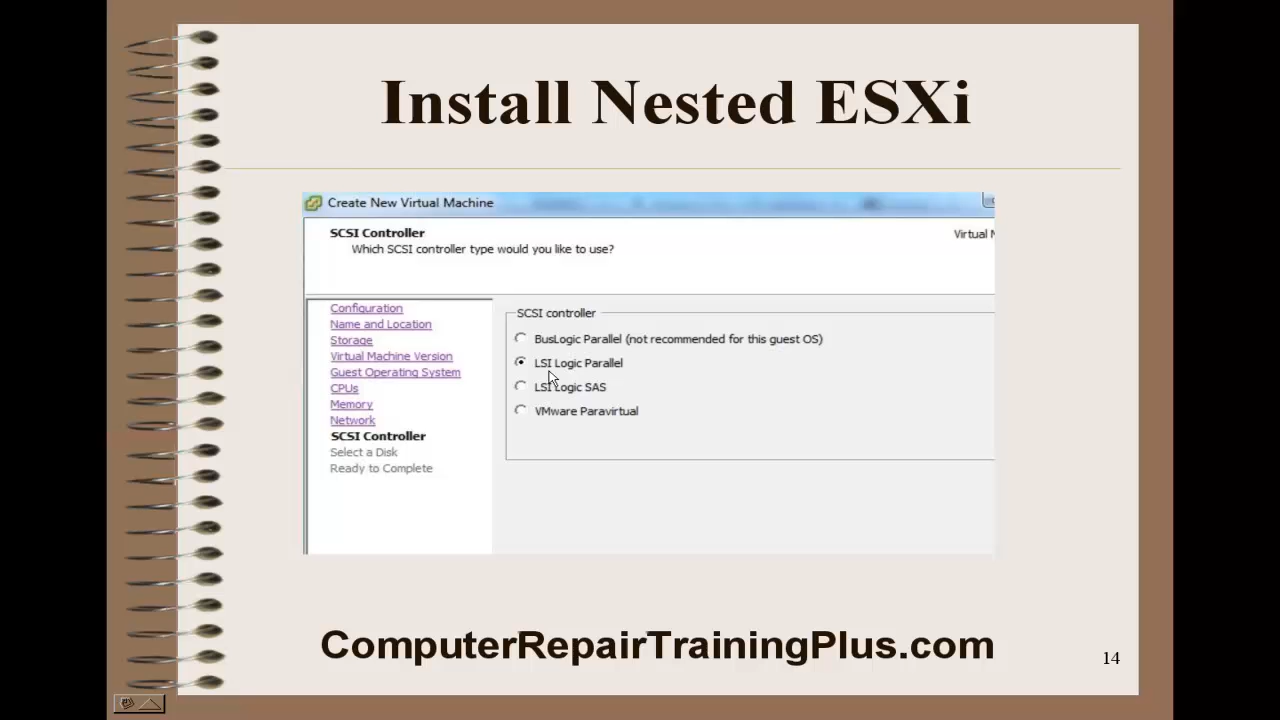 Install Nested ESXi
Create New Virtual Machine
SCSI Controller
Which SCSI controller type would you like to use?
Virtual
Configuration
Name and Location
Storage
Virtual Machine Version
Guest Operating System
CPUs
Memory
Network
SCSI Controller
Select a Disk
Ready to Complete
SCSI controller
BusLogic Parallel (not recommended for this guest OS)
LSI Logic Parallel
LSI Logic SAS
VMware Paravirtual
ComputerRepairTrainingPlus.com
14